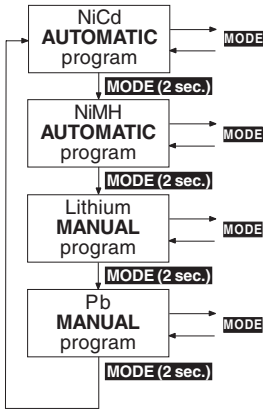 NiCd
AUTOMATIC
program
MODE
MODE (2 sec.)
NiMH
AUTOMATIC
program
MODE
MODE (2 sec.)
Lithium
MANUAL
program
MODE
MODE (2 sec.)
Pb
MANUAL
program
MODE
MODE (2 sec.)